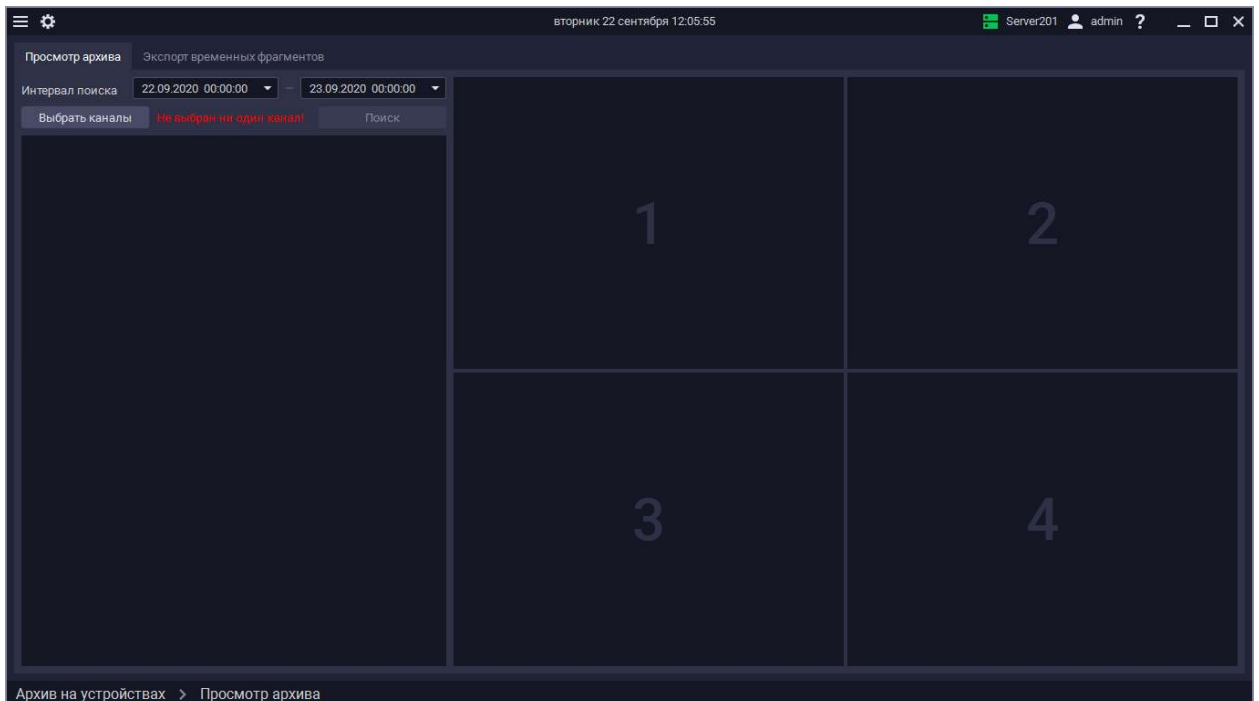 вторник 22 сентября 12:05:55 Server201 admin ?
Просмотр архива Экспорт временных фрагментов
Интервал поиска 22.09.2020 00:00:00 – 23.09.2020 00:00:00
Выбрать каналы Не выбран ни один канал! Поиск
1 2
3 4
Архив на устройствах > Просмотр архива